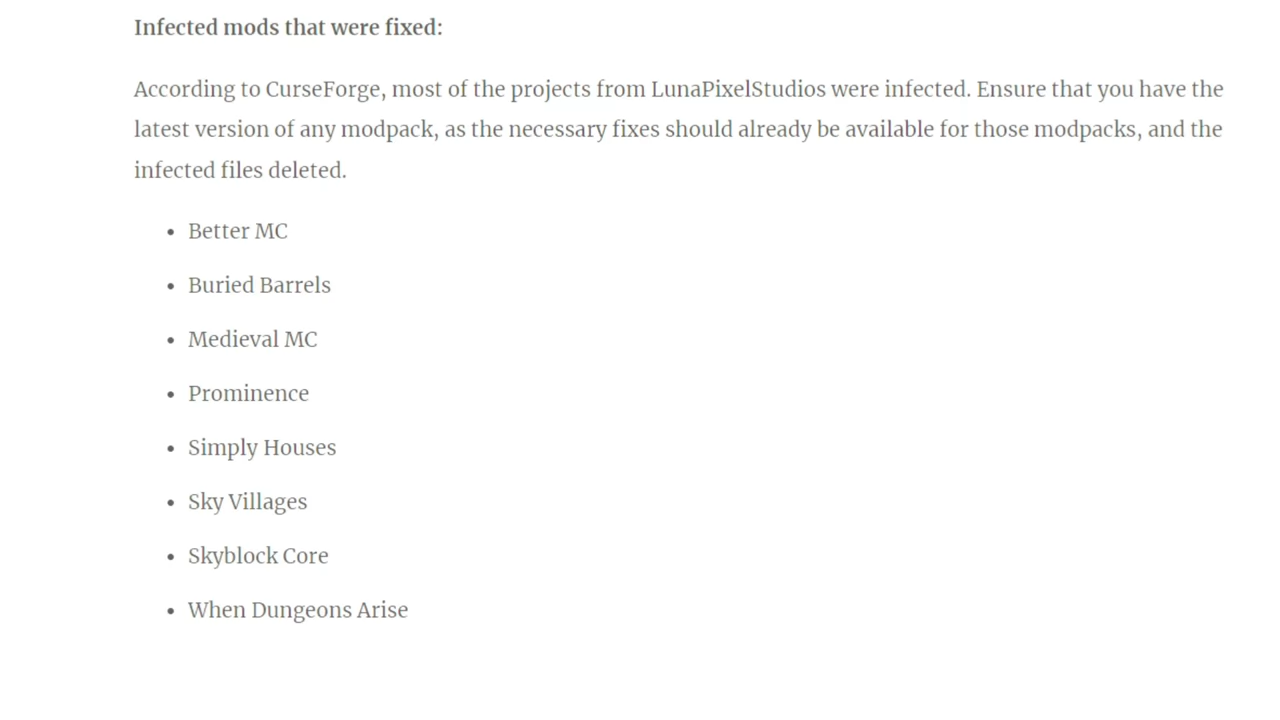 Infected mods that were fixed:
According to CurseForge, most of the projects from LunaPixelStudios were infected. Ensure that you have the
latest version of any modpack, as the necessary fixes should already be available for those modpacks, and the
infected files deleted.
• Better MC
• Buried Barrels
• Medieval MC
• Prominence
• Simply Houses
• Sky Villages
• Skyblock Core
• When Dungeons Arise